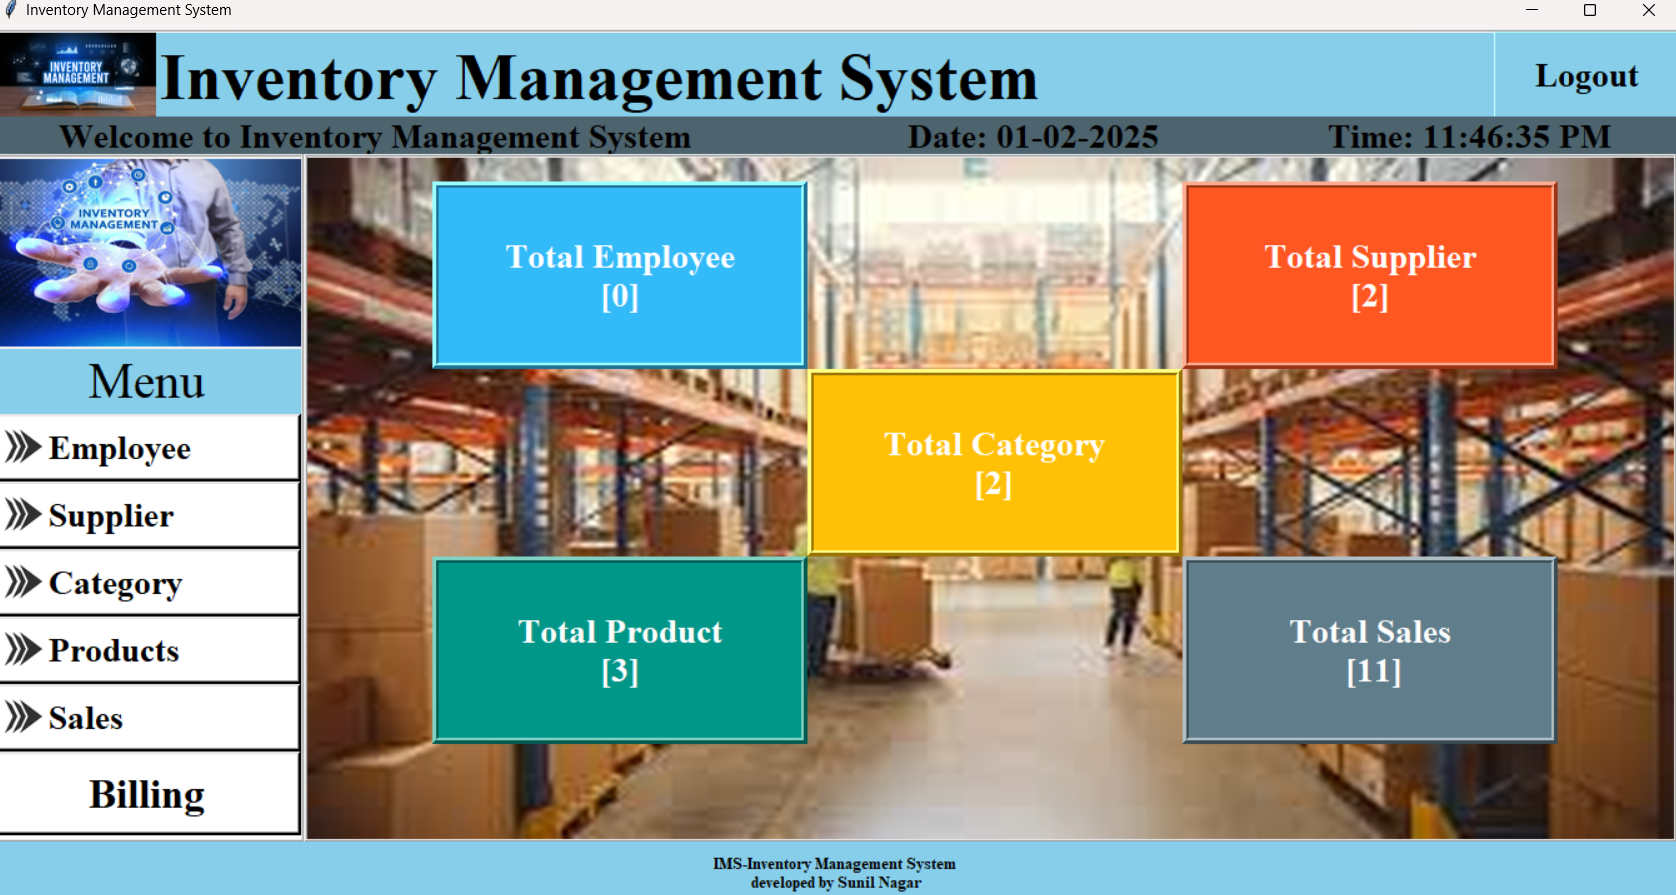 Inventory Management System
INVENTORY
MANAGEMENT
Inventory Management System
Logout
Welcome to Inventory Management System
Date: 01-02-2025
Time: 11:46:35 PM
INVENTORY
MANAGEMENT
Menu
Employee
Supplier
Category
Products
Sales
Billing
Total Employee
[0]
Total Supplier
[2]
Total Category
[2]
Total Product
[3]
Total Sales
[11]
IMS-Inventory Management System
developed by Sunil Nagar